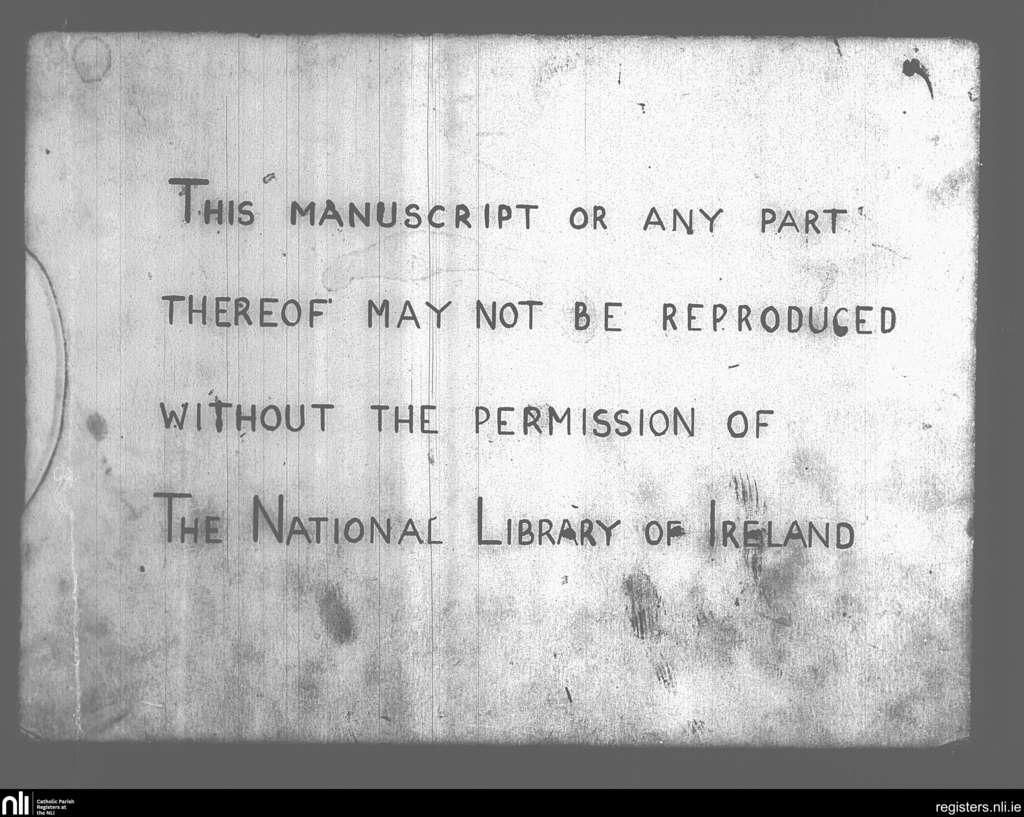 THIS MANUSCRIPT OR ANY PART
THEREOF MAY NOT BE REPRODUCED
WITHOUT THE PERMISSION OF
THE NATIONAL LIBRARY OF IRELAND
nli
Catholic Parish
Registers at
the NLI
registers.nli.ie